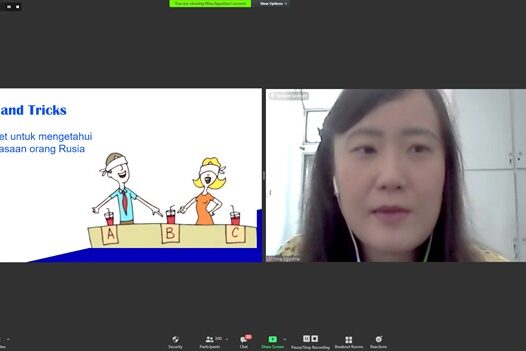 You are viewing Nina Agustina's screen
View Options
and Tricks
et untuk mengetahui
asaan orang Rusia
A
B
C
Nina Agustina
Security
Participants
100
Chat
Share Screen
Pause/Stop Recording
Breakout Rooms
Reactions